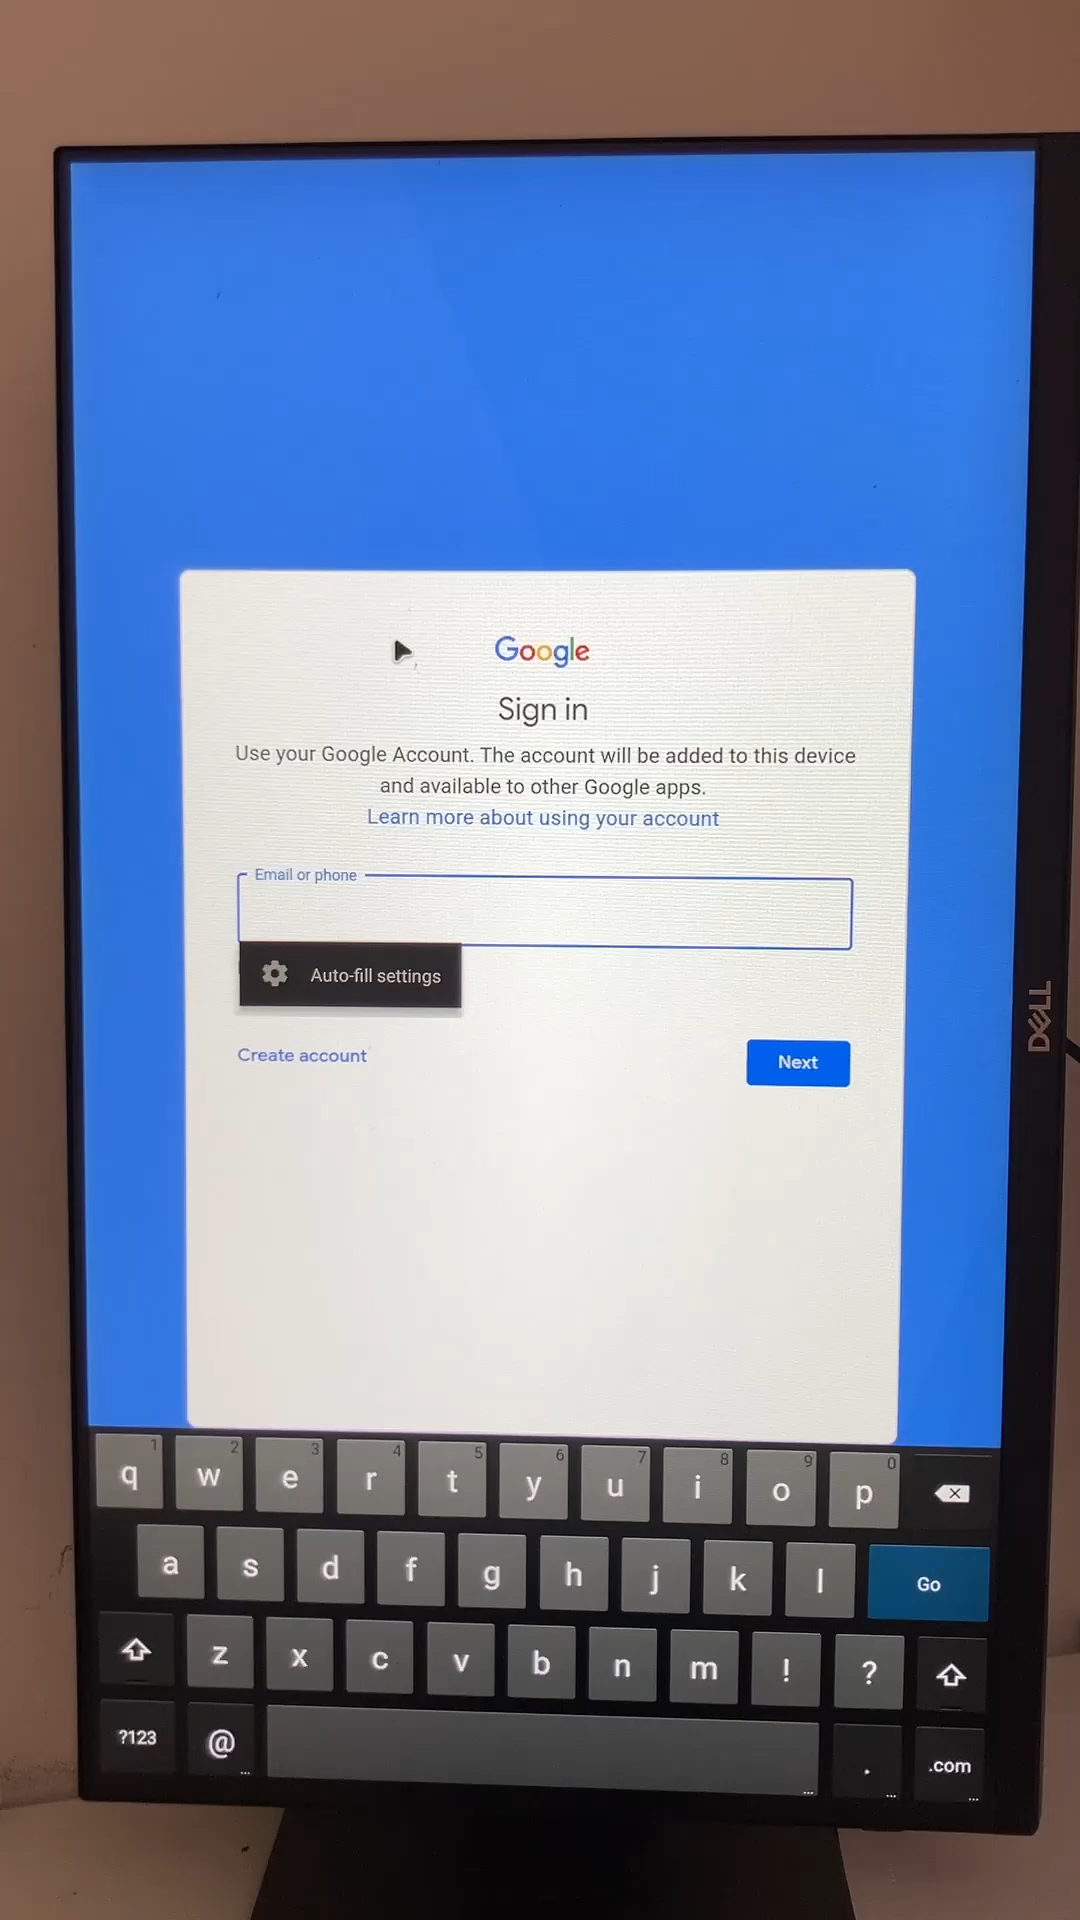 Google
Sign in
Use your Google Account. The account will be added to this device
and available to other Google apps.
Learn more about using your account
Email or phone
Auto-fill settings
Create account
Next
DELL
1 2 3 4 5 6 7 8 9 0
q w e r t y u i o p
a s d f g h j k l Go
z x c v b n m ! ?
?123 @ ... ... . ... .com ...